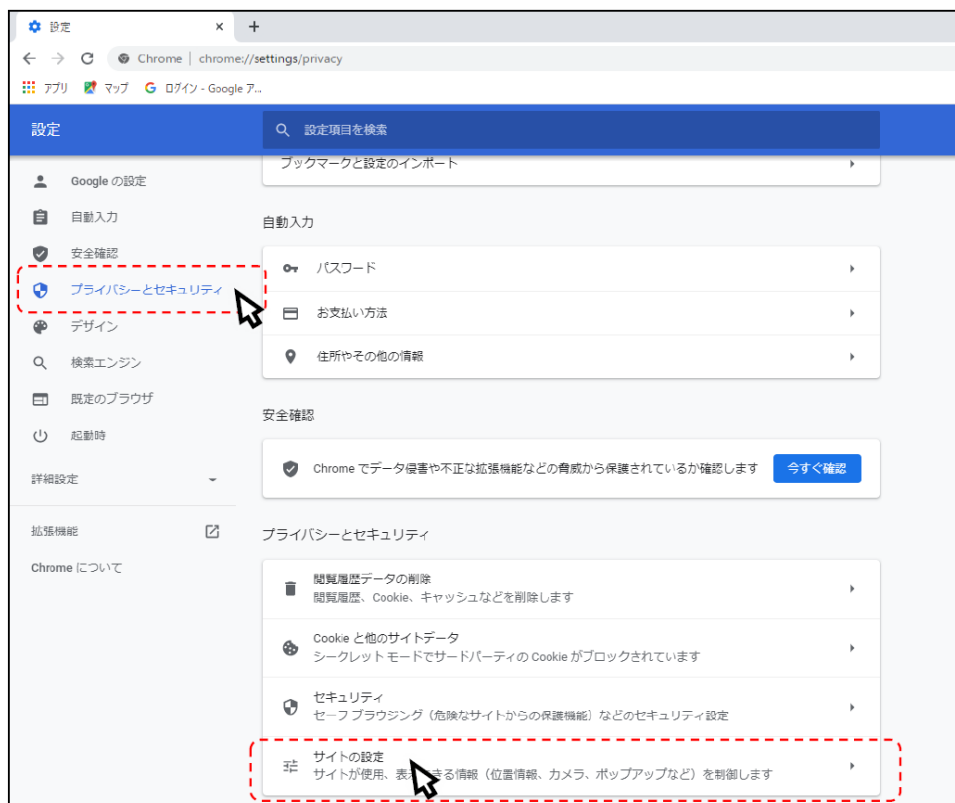 設定
Chrome | chrome://settings/privacy
アプリ マップ ログイン - Google ア...
設定
設定項目を検索
Google の設定
自動入力
安全確認
プライバシーとセキュリティ
デザイン
検索エンジン
既定のブラウザ
起動時
詳細設定
拡張機能
Chrome について
ブックマークと設定のインポート
自動入力
パスワード
お支払い方法
住所やその他の情報
安全確認
Chrome でデータ侵害や不正な拡張機能などの脅威から保護されているか確認します 今すぐ確認
プライバシーとセキュリティ
閲覧履歴データの削除
閲覧履歴、Cookie、キャッシュなどを削除します
Cookie と他のサイトデータ
シークレット モードでサードパーティの Cookie がブロックされています
セキュリティ
セーフ ブラウジング（危険なサイトからの保護機能）などのセキュリティ設定
サイトの設定
サイトが使用、表示できる情報（位置情報、カメラ、ポップアップなど）を制御します